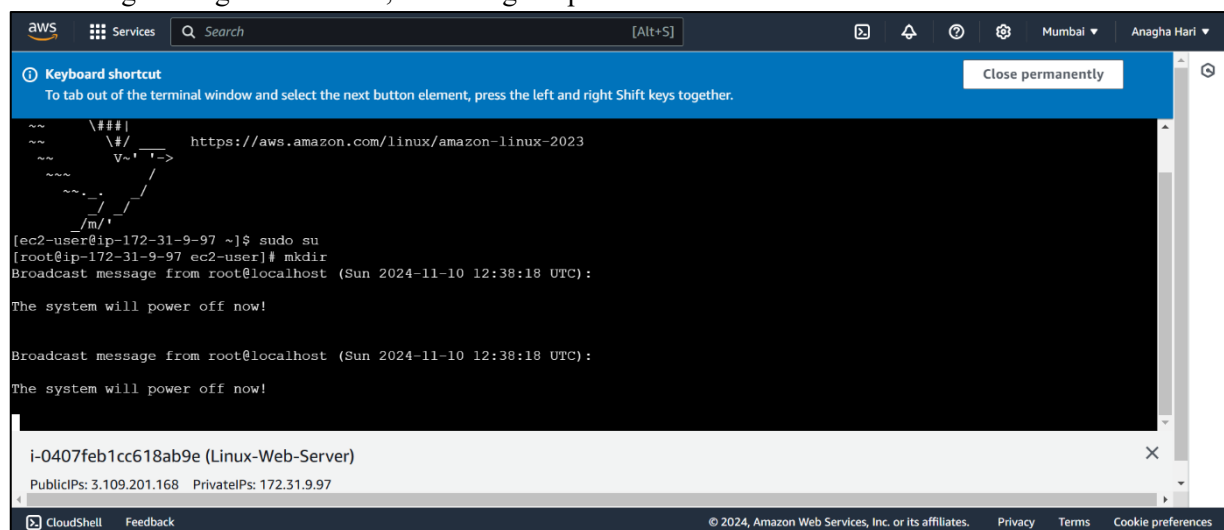 aws Services Search [Alt+S] Mumbai ▼ Anagha Hari ▼
Keyboard shortcut Close permanently
To tab out of the terminal window and select the next button element, press the left and right Shift keys together.
~~ \###|
~~ \#/ ___ https://aws.amazon.com/linux/amazon-linux-2023
~~ V~' '->
~~~ /
~~._. _/
_/ _/
_/m/'
[ec2-user@ip-172-31-9-97 ~]$ sudo su
[root@ip-172-31-9-97 ec2-user]# mkdir
Broadcast message from root@localhost (Sun 2024-11-10 12:38:18 UTC):
The system will power off now!
Broadcast message from root@localhost (Sun 2024-11-10 12:38:18 UTC):
The system will power off now!
i-0407feb1cc618ab9e (Linux-Web-Server)
PublicIPs: 3.109.201.168 PrivateIPs: 172.31.9.97
CloudShell Feedback © 2024, Amazon Web Services, Inc. or its affiliates. Privacy Terms Cookie preferences